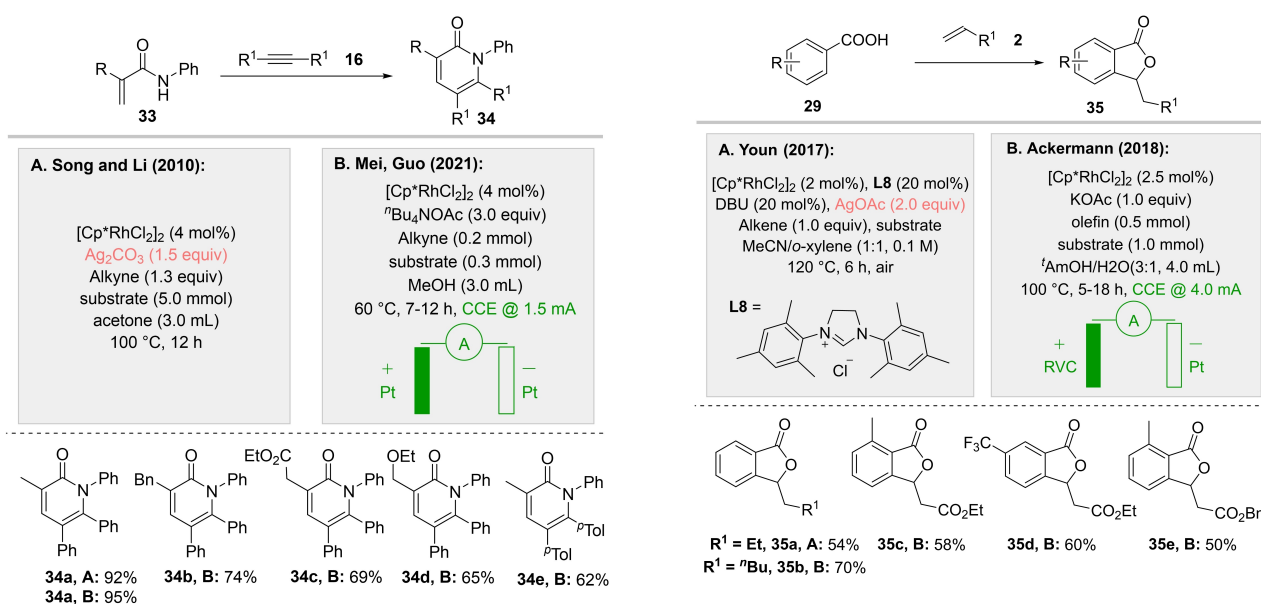 R
O
N
H
Ph
33
R¹
R¹ 16
R
O
N
Ph
R¹
R¹
34
A. Song and Li (2010):
[Cp*RhCl₂]₂ (4 mol%)
Ag₂CO₃ (1.5 equiv)
Alkyne (1.3 equiv)
substrate (5.0 mmol)
acetone (3.0 mL)
100 °C, 12 h
B. Mei, Guo (2021):
[Cp*RhCl₂]₂ (4 mol%)
ⁿBu₄NOAc (3.0 equiv)
Alkyne (0.2 mmol)
substrate (0.3 mmol)
MeOH (3.0 mL)
60 °C, 7-12 h, CCE @ 1.5 mA
A
+
Pt
–
Pt
O
N
Ph
Ph
Ph
34a, A: 92%
34a, B: 95%
Bn
O
N
Ph
Ph
Ph
34b, B: 74%
EtO₂C
O
N
Ph
Ph
Ph
34c, B: 69%
OEt
O
N
Ph
Ph
Ph
34d, B: 65%
O
N
Ph
ᵖTol
ᵖTol
34e, B: 62%
R
COOH
29
R¹ 2
R
O
O
R¹
35
A. Youn (2017):
[Cp*RhCl₂]₂ (2 mol%), L8 (20 mol%)
DBU (20 mol%), AgOAc (2.0 equiv)
Alkene (1.0 equiv), substrate
MeCN/o-xylene (1:1, 0.1 M)
120 °C, 6 h, air
L8 =
N
+
N
Cl⁻
B. Ackermann (2018):
[Cp*RhCl₂]₂ (2.5 mol%)
KOAc (1.0 equiv)
olefin (0.5 mmol)
substrate (1.0 mmol)
ᵗAmOH/H2O(3:1, 4.0 mL)
100 °C, 5-18 h, CCE @ 4.0 mA
A
+
RVC
–
Pt
O
O
R¹
R¹ = Et, 35a, A: 54%
R¹ = ⁿBu, 35b, B: 70%
O
O
CO₂Et
35c, B: 58%
F₃C
O
O
CO₂Et
35d, B: 60%
O
O
CO₂Bn
35e, B: 50%